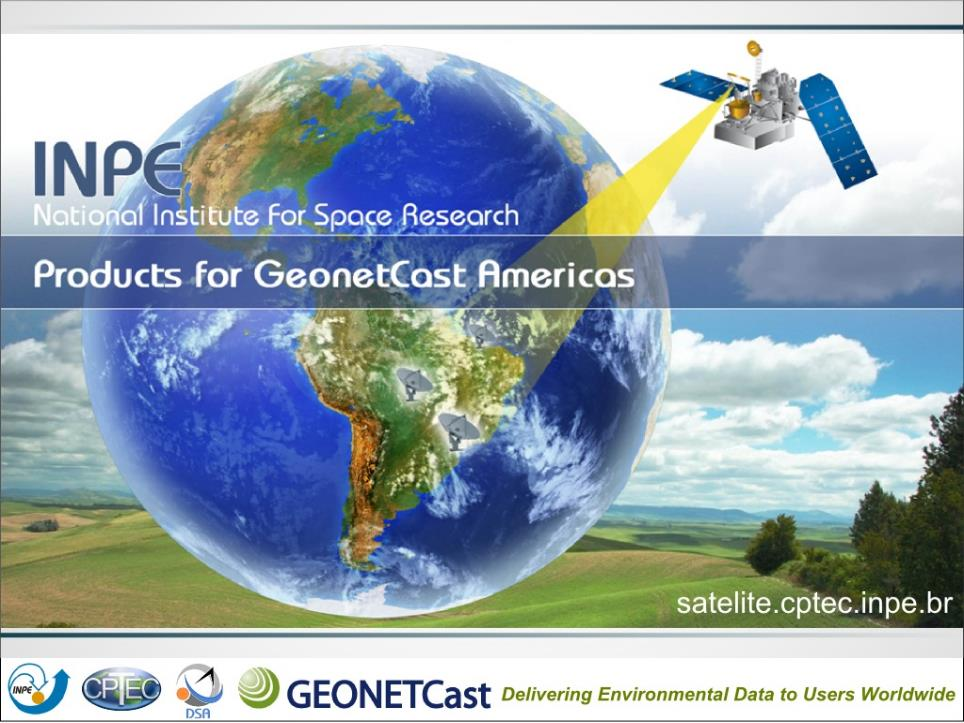 INPE
National Institute For Space Research
Products for GeonetCast Americas
satelite.cptec.inpe.br
INPE
CPTEC
DSA
GEONETCast Delivering Environmental Data to Users Worldwide